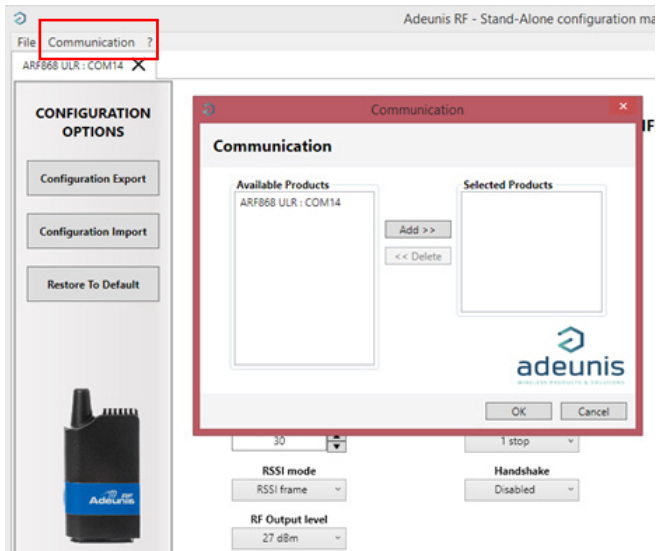 Adeunis RF - Stand-Alone configuration ma
File Communication ?
ARF868 ULR : COM14
CONFIGURATION
OPTIONS
Configuration Export
Configuration Import
Restore To Default
Adeunis RF
Communication
Communication
Available Products
ARF868 ULR : COM14
Add >>
<< Delete
Selected Products
adeunis
WIRELESS PRODUCTS & SOLUTIONS
OK Cancel
30
1 stop
RSSI mode
Handshake
RSSI frame
Disabled
RF Output level
27 dBm